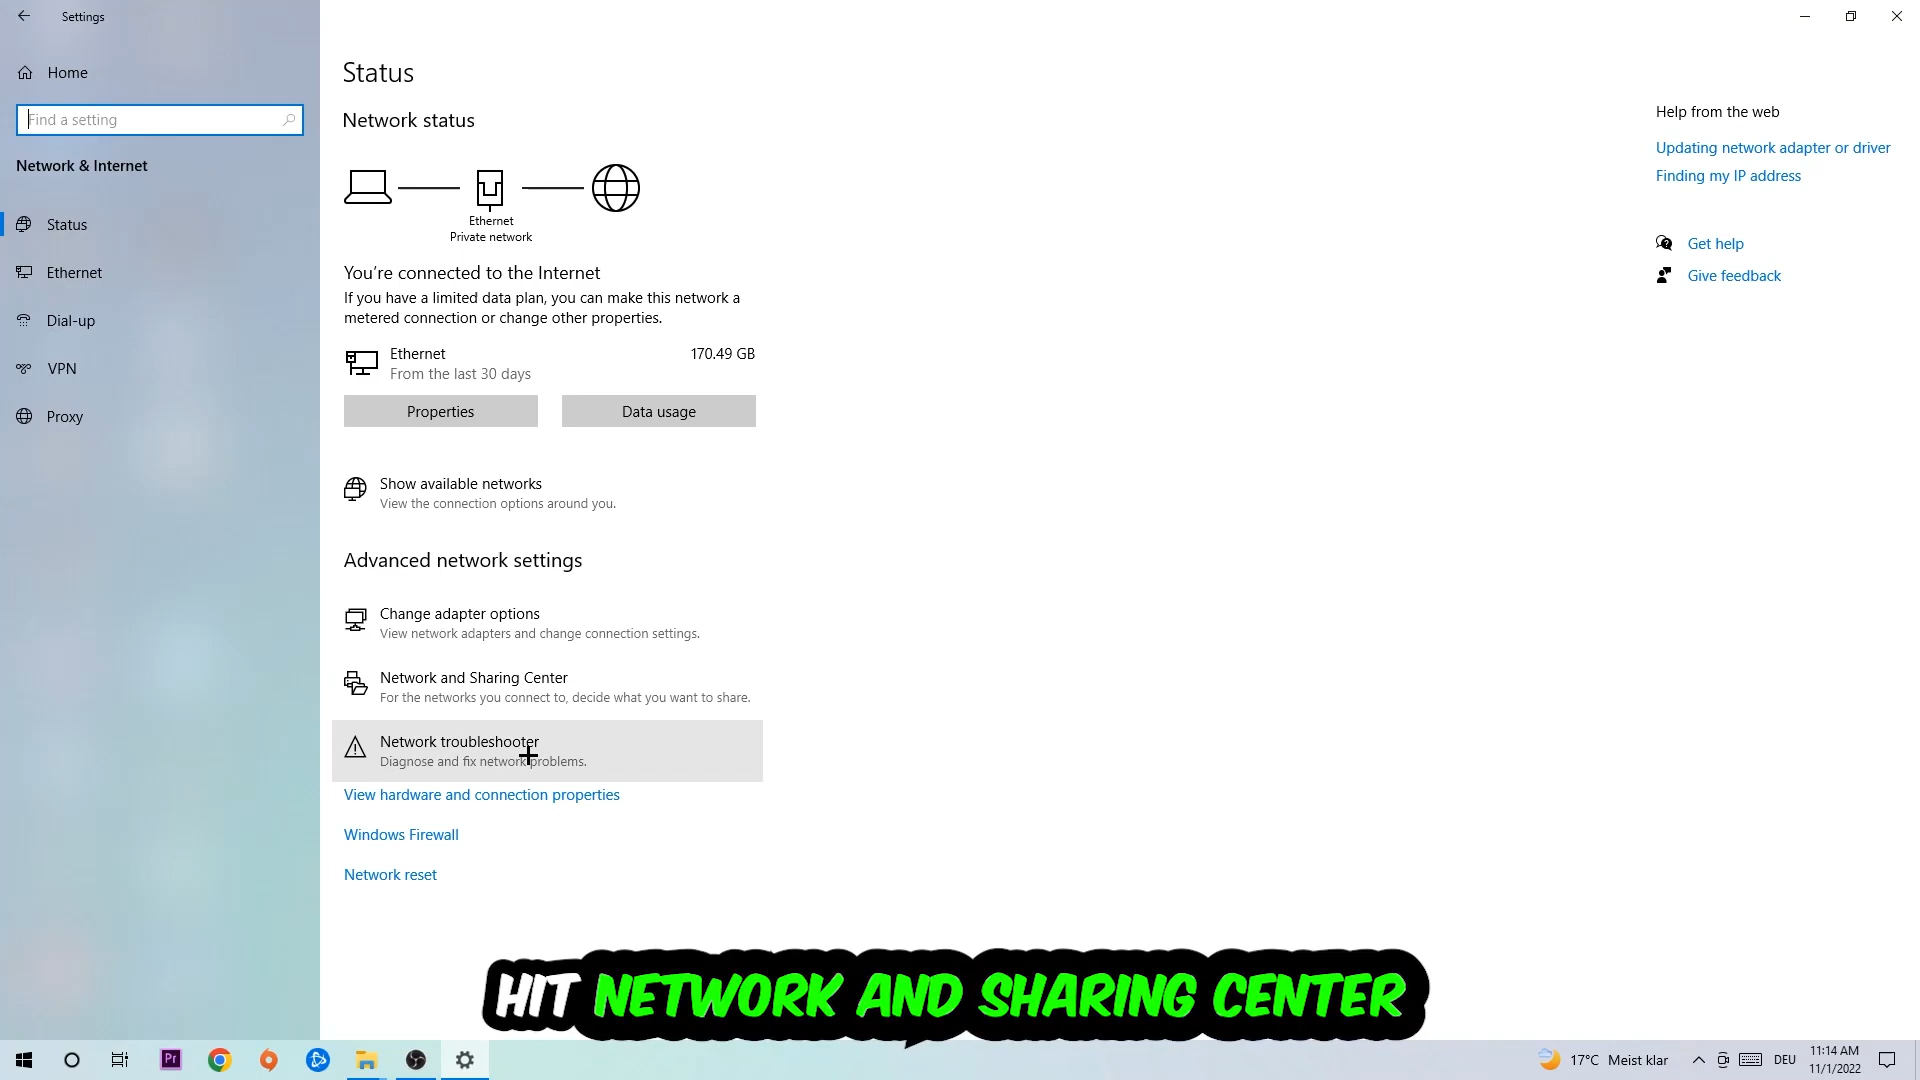 Settings
Home
Find a setting
Network & Internet
Status
Ethernet
Dial-up
VPN
Proxy
Status
Network status
Ethernet
Private network
You're connected to the Internet
If you have a limited data plan, you can make this network a
metered connection or change other properties.
Ethernet 170.49 GB
From the last 30 days
Properties Data usage
Show available networks
View the connection options around you.
Advanced network settings
Change adapter options
View network adapters and change connection settings.
Network and Sharing Center
For the networks you connect to, decide what you want to share.
Network troubleshooter
Diagnose and fix network problems.
View hardware and connection properties
Windows Firewall
Network reset
Help from the web
Updating network adapter or driver
Finding my IP address
Get help
Give feedback
HIT NETWORK AND SHARING CENTER
Pr
17°C Meist klar
DEU
11:14 AM
11/1/2022